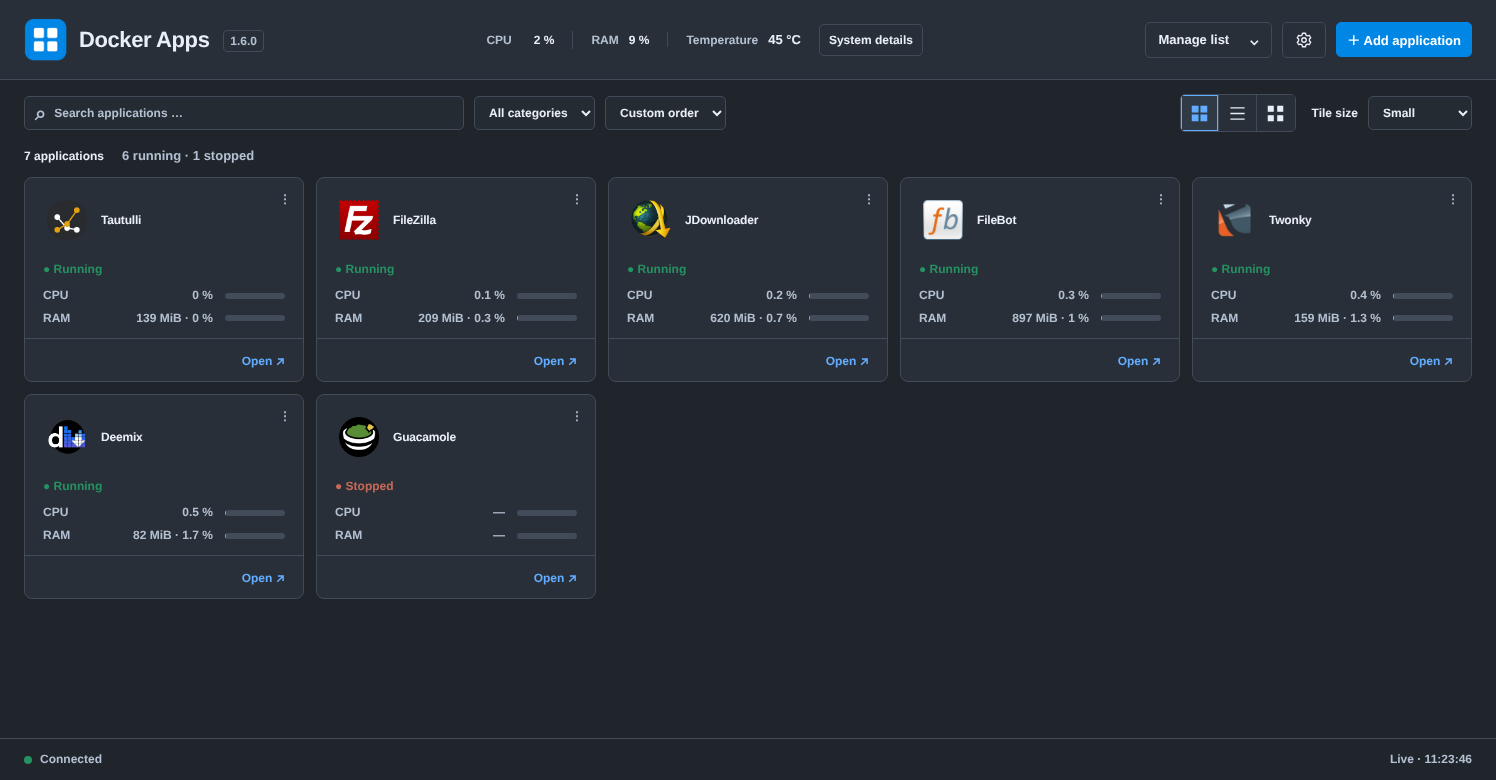 Docker Apps 1.6.0 CPU 2 % RAM 9 % Temperature 45 °C System details Manage list + Add application
Search applications … All categories Custom order Tile size Small
7 applications 6 running · 1 stopped
Tautulli
● Running
CPU 0 %
RAM 139 MiB · 0 %
Open ↗
FileZilla
● Running
CPU 0.1 %
RAM 209 MiB · 0.3 %
Open ↗
JDownloader
● Running
CPU 0.2 %
RAM 620 MiB · 0.7 %
Open ↗
fb
FileBot
● Running
CPU 0.3 %
RAM 897 MiB · 1 %
Open ↗
Twonky
● Running
CPU 0.4 %
RAM 159 MiB · 1.3 %
Open ↗
Deemix
● Running
CPU 0.5 %
RAM 82 MiB · 1.7 %
Open ↗
Guacamole
● Stopped
CPU —
RAM —
Open ↗
Connected Live · 11:23:46